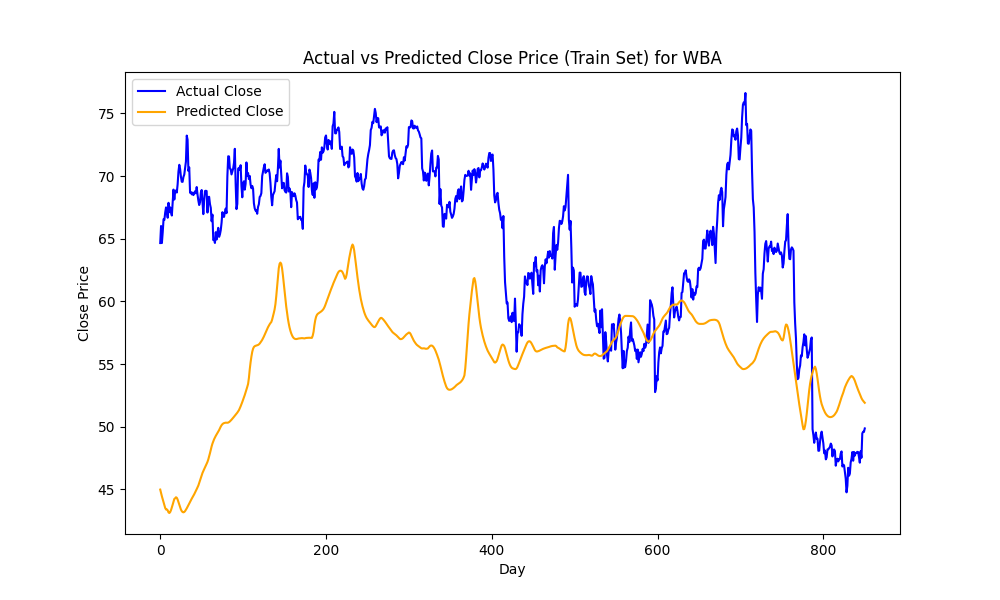 Actual vs Predicted Close Price (Train Set) for WBA
Actual Close
Predicted Close
75
70
65
60
55
50
45
Close Price
0 200 400 600 800
Day